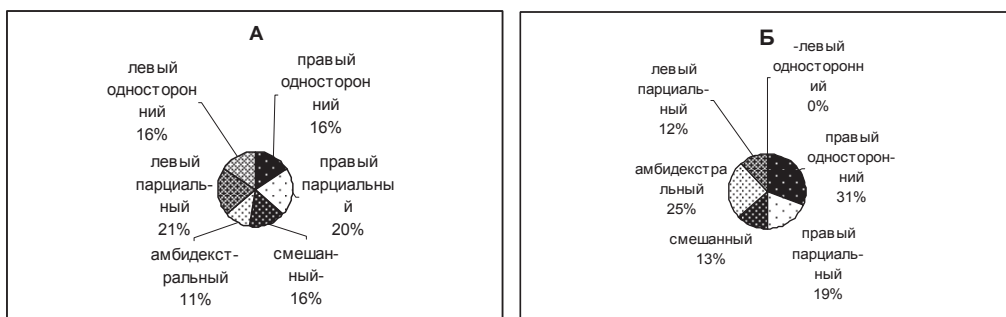 А
левый
односторон
ний
16%
правый
односторон
ний
16%
левый
парциаль-
ный
21%
правый
парциальны
й
20%
амбидекст-
ральный
11%
смешан-
ный-
16%
Б
-левый
односторонн
ий
0%
левый
парциаль-
ный
12%
правый
односторон-
ний
31%
амбидекстра
льный
25%
смешанный
13%
правый
парциаль-
ный
19%